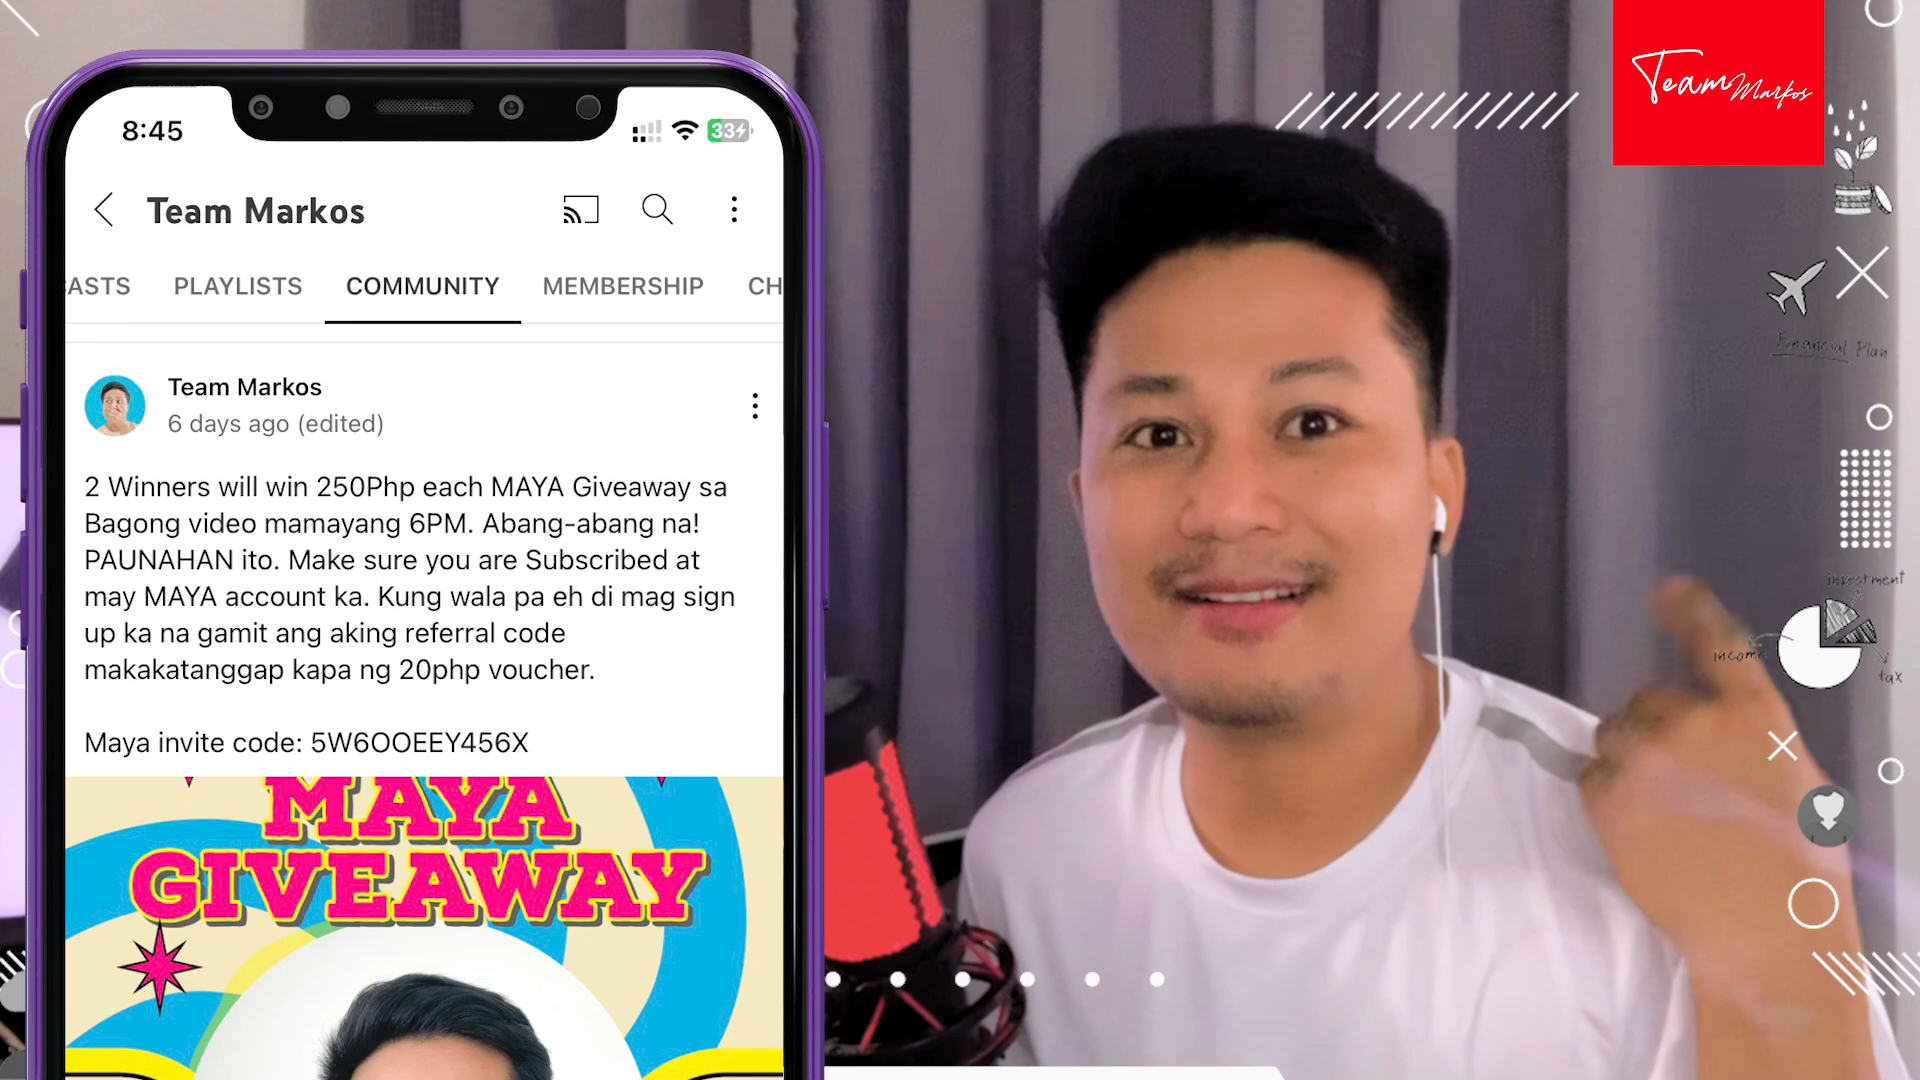 8:45
33
Team Markos
PLAYLISTS
COMMUNITY
MEMBERSHIP
Team Markos
6 days ago (edited)
2 Winners will win 250Php each MAYA Giveaway sa
Bagong video mamayang 6PM. Abang-abang na!
PAUNAHAN ito. Make sure you are Subscribed at
may MAYA account ka. Kung wala pa eh di mag sign
up ka na gamit ang aking referral code
makakatanggap kapa ng 20php voucher.
Maya invite code: 5W6OOEEY456X
MAYA
GIVEAWAY
Team Markos
Financial Plan
investment
income
tax